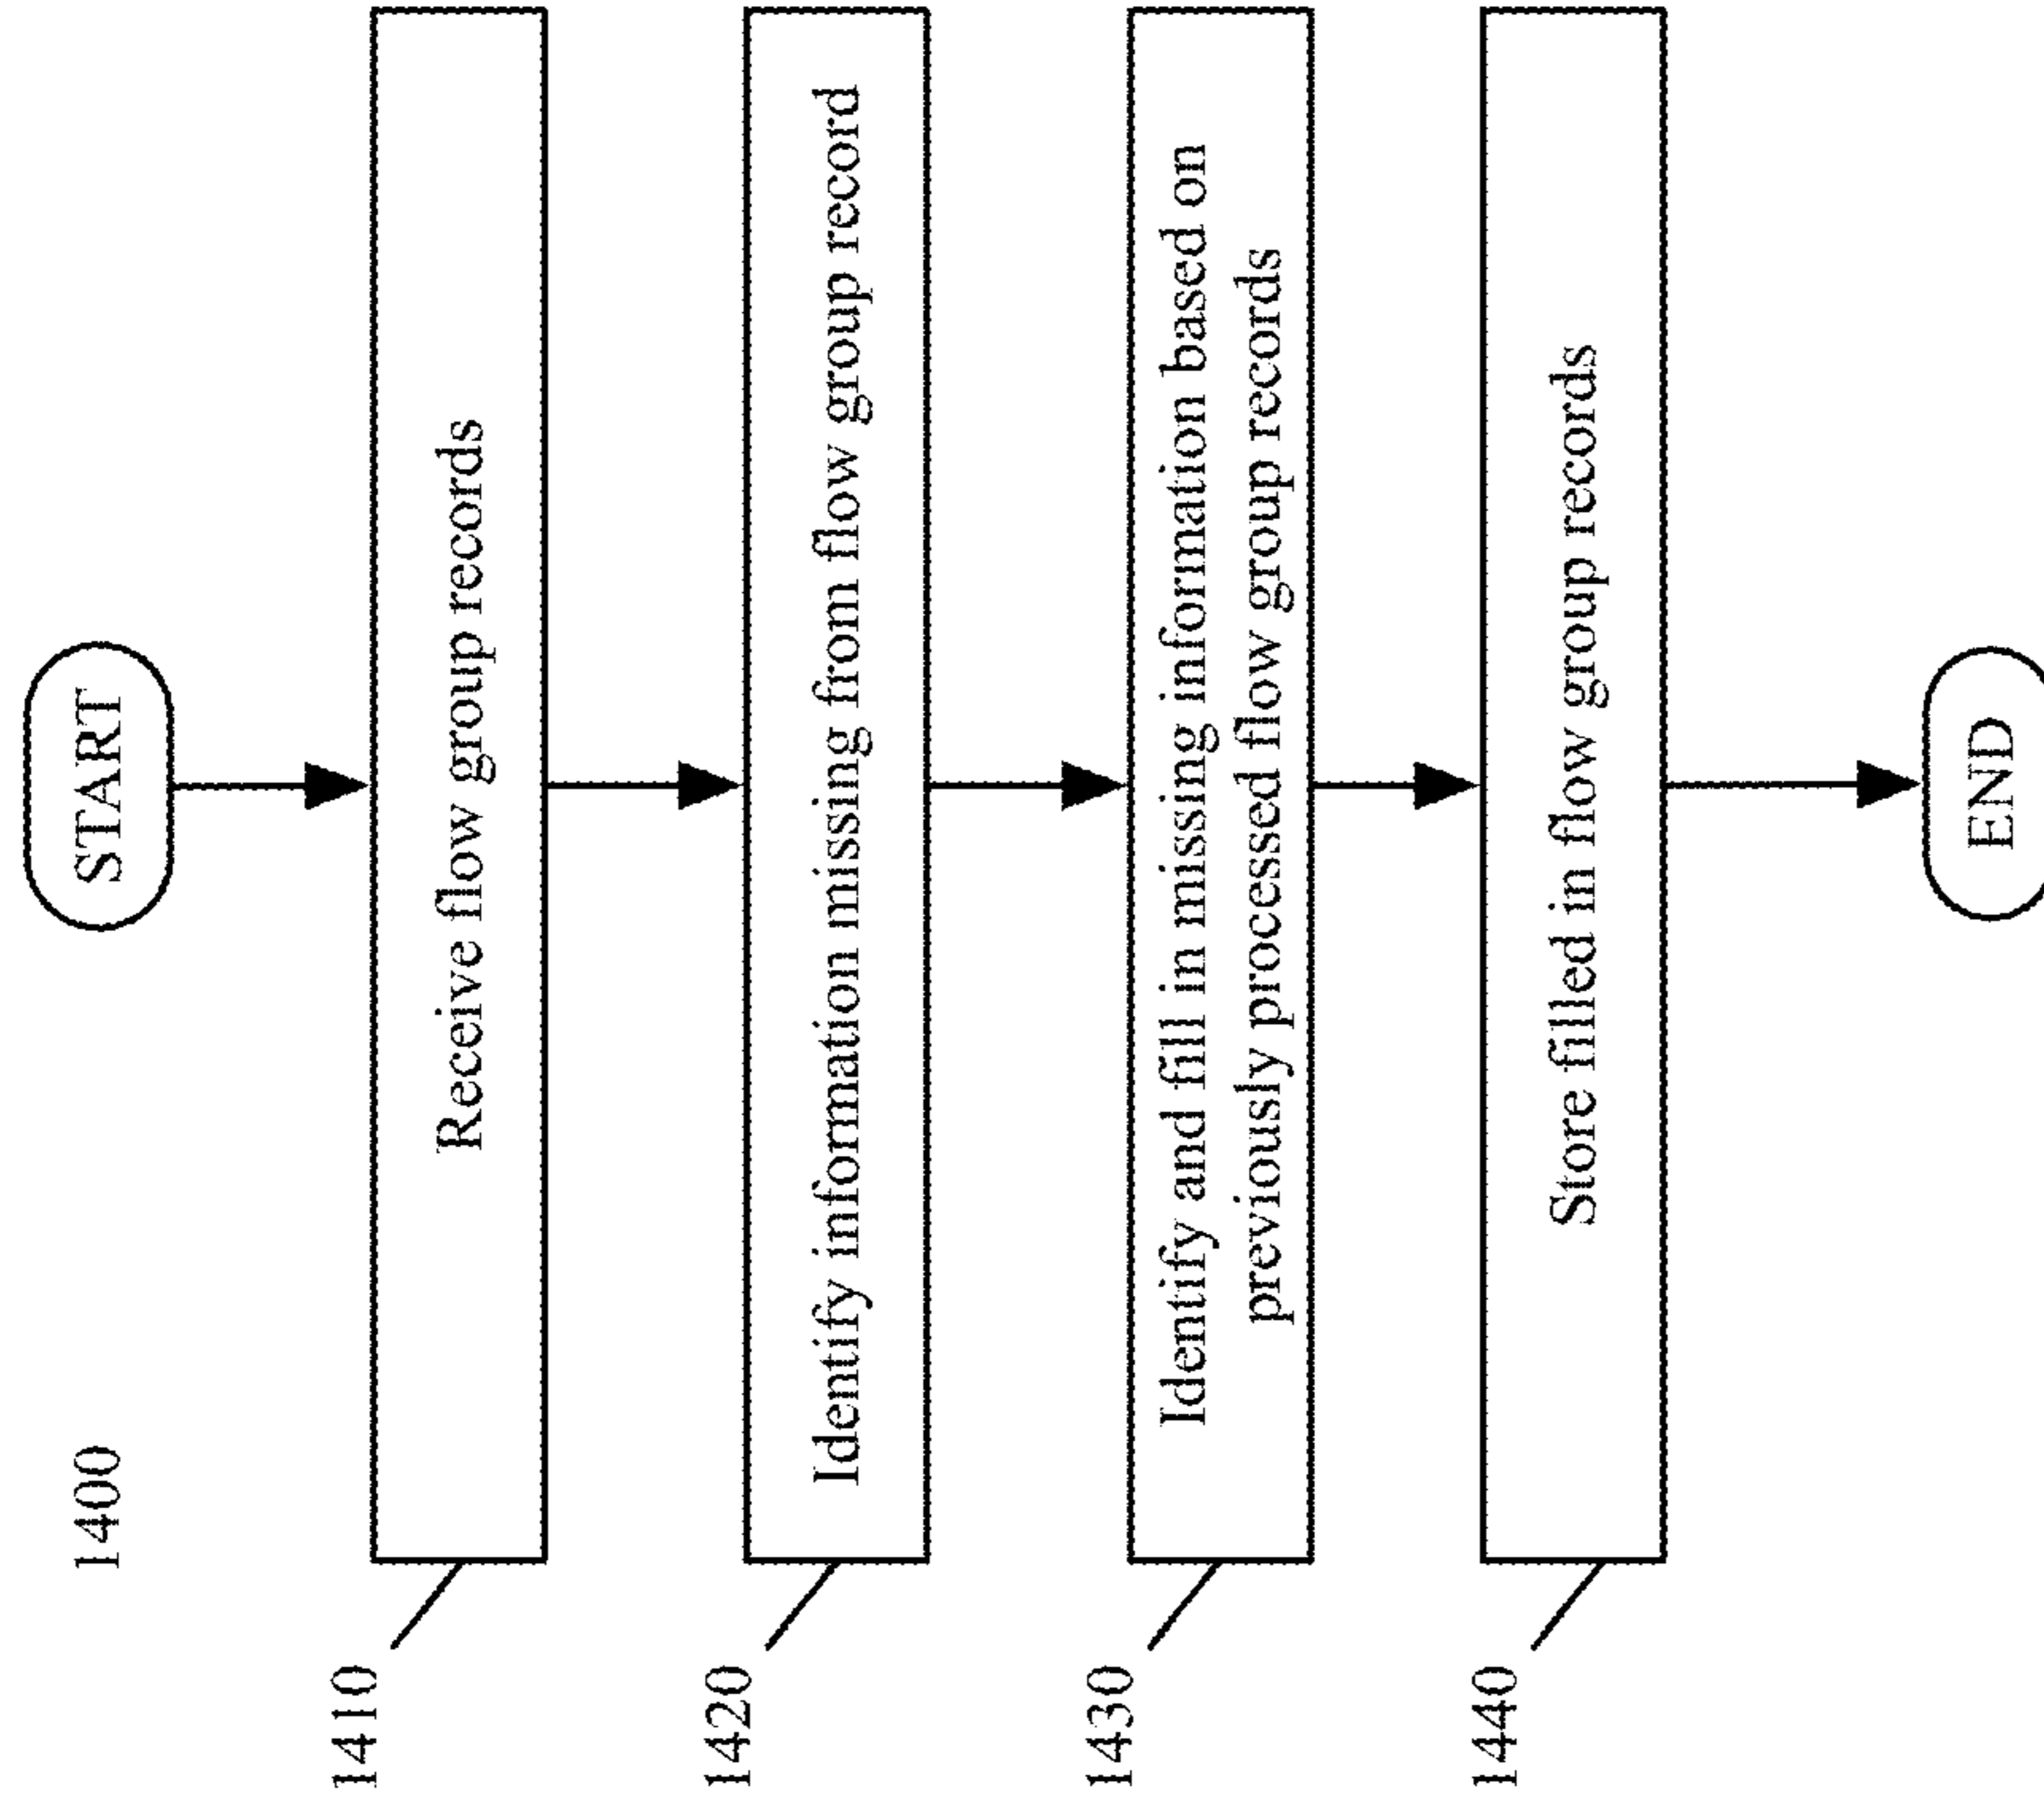 1400
START
1410
Receive flow group records
1420
Identify information missing from flow group record
1430
Identify and fill in missing information based on
previously processed flow group records
1440
Store filled in flow group records
END